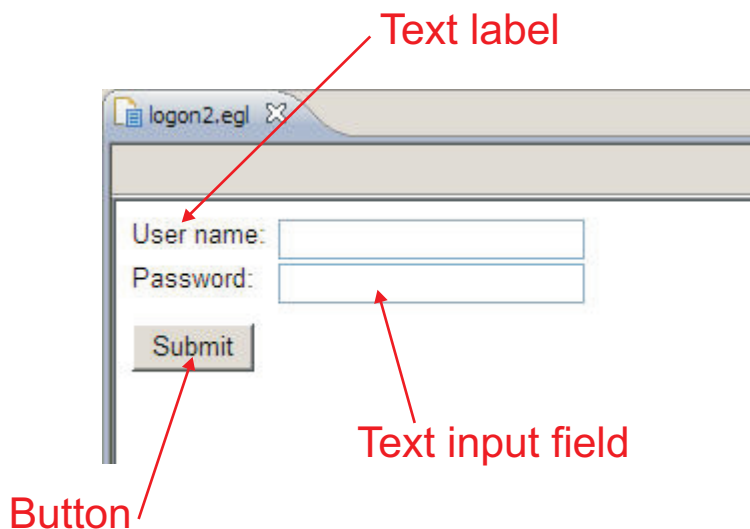 Text label
logon2.egl
User name:
Password:
Submit
Text input field
Button